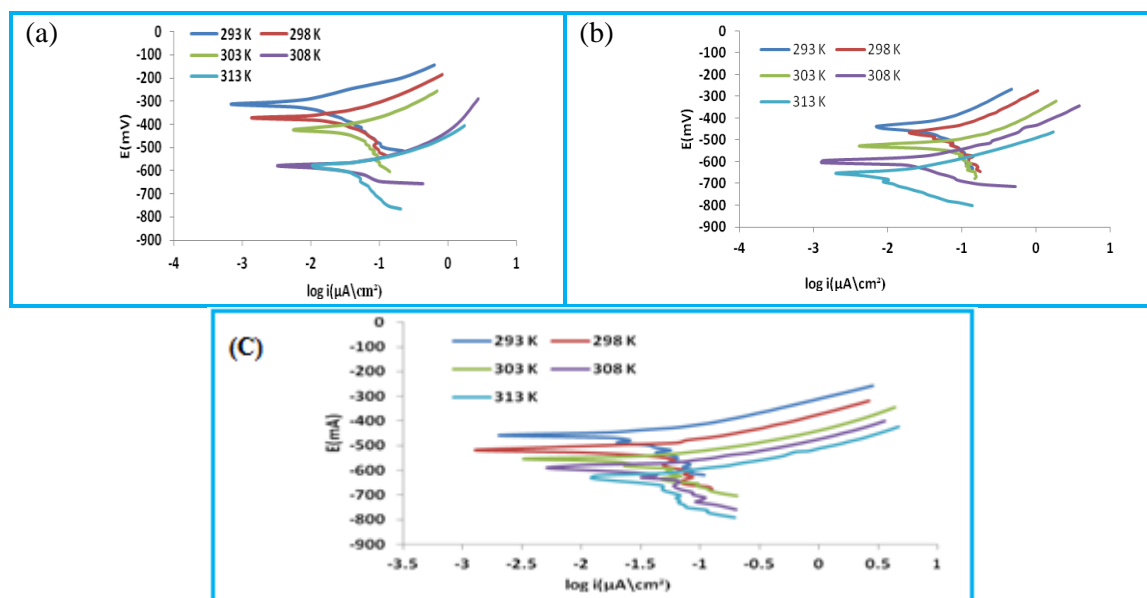 (a)
0
-100
-200
-300
-400
-500
-600
-700
-800
-900
E(mV)
293 K 298 K
303 K 308 K
313 K
-4 -3 -2 -1 0 1
log i(µA\cm²)
(b)
0
-100
-200
-300
-400
-500
-600
-700
-800
-900
E(mV)
293 K 298 K
303 K 308 K
313 K
-4 -3 -2 -1 0 1
log i(µA\cm²)
(C)
0
-100
-200
-300
-400
-500
-600
-700
-800
-900
E(mA)
293 K 298 K
303 K 308 K
313 K
-3.5 -3 -2.5 -2 -1.5 -1 -0.5 0 0.5 1
log i(µA\cm²)